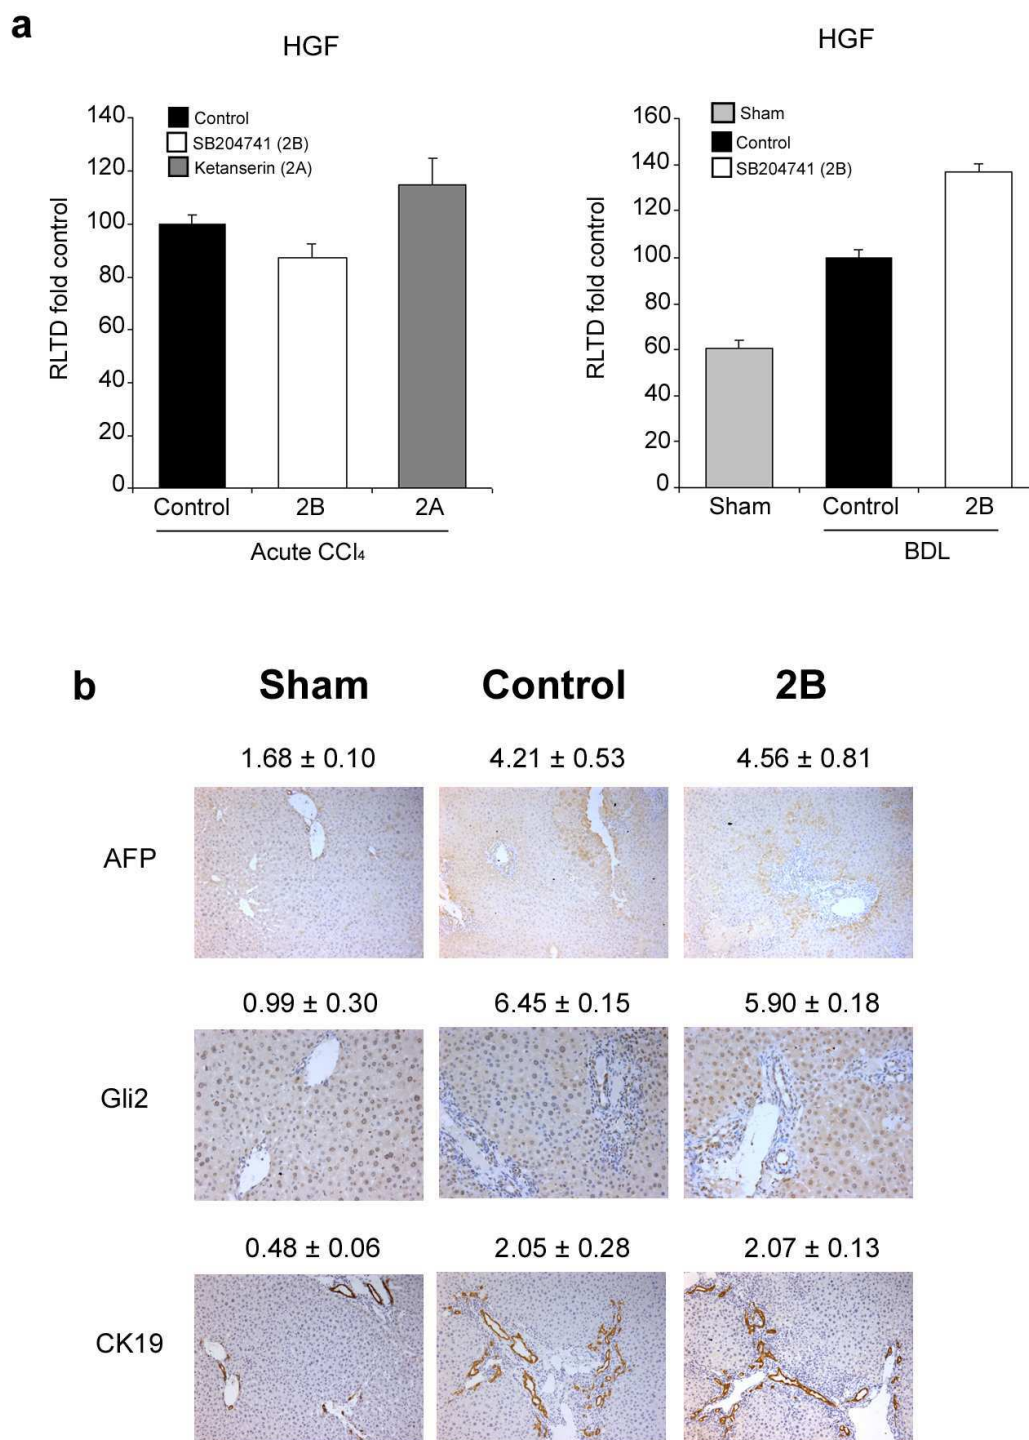 a
HGF
RLTD fold control
140
120
100
80
60
40
20
0
Control
SB204741 (2B)
Ketanserin (2A)
Control 2B 2A
Acute CCl₄
HGF
RLTD fold control
160
140
120
100
80
60
40
20
0
Sham
Control
SB204741 (2B)
Sham Control 2B
BDL
b
Sham Control 2B
1.68 ± 0.10 4.21 ± 0.53 4.56 ± 0.81
AFP
0.99 ± 0.30 6.45 ± 0.15 5.90 ± 0.18
Gli2
0.48 ± 0.06 2.05 ± 0.28 2.07 ± 0.13
CK19